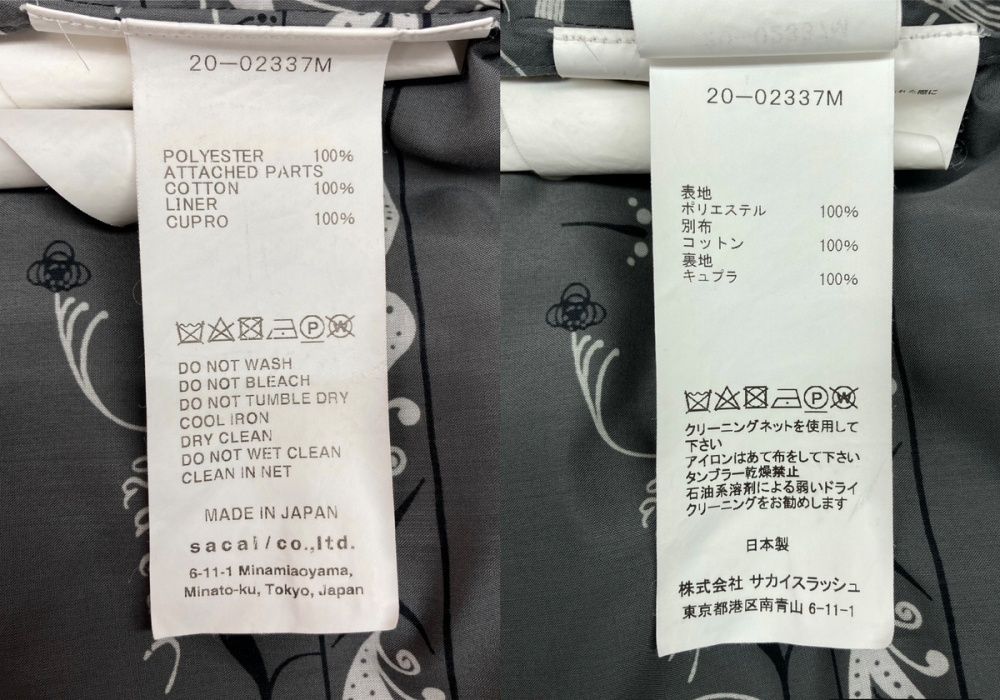 20-02337M
POLYESTER 100%
ATTACHED PARTS
COTTON 100%
LINER
CUPRO 100%
DO NOT WASH
DO NOT BLEACH
DO NOT TUMBLE DRY
COOL IRON
DRY CLEAN
DO NOT WET CLEAN
CLEAN IN NET
MADE IN JAPAN
sacai/co.,ltd.
6-11-1 Minamiaoyama,
Minato-ku, Tokyo, Japan
20-02337M
表地
ポリエステル 100%
別布
コットン 100%
裏地
キュプラ 100%
クリーニングネットを使用して
下さい
アイロンはあて布をして下さい
タンブラー乾燥禁止
石油系溶剤による弱いドライ
クリーニングをお勧めします
日本製
株式会社 サカイスラッシュ
東京都港区南青山 6-11-1